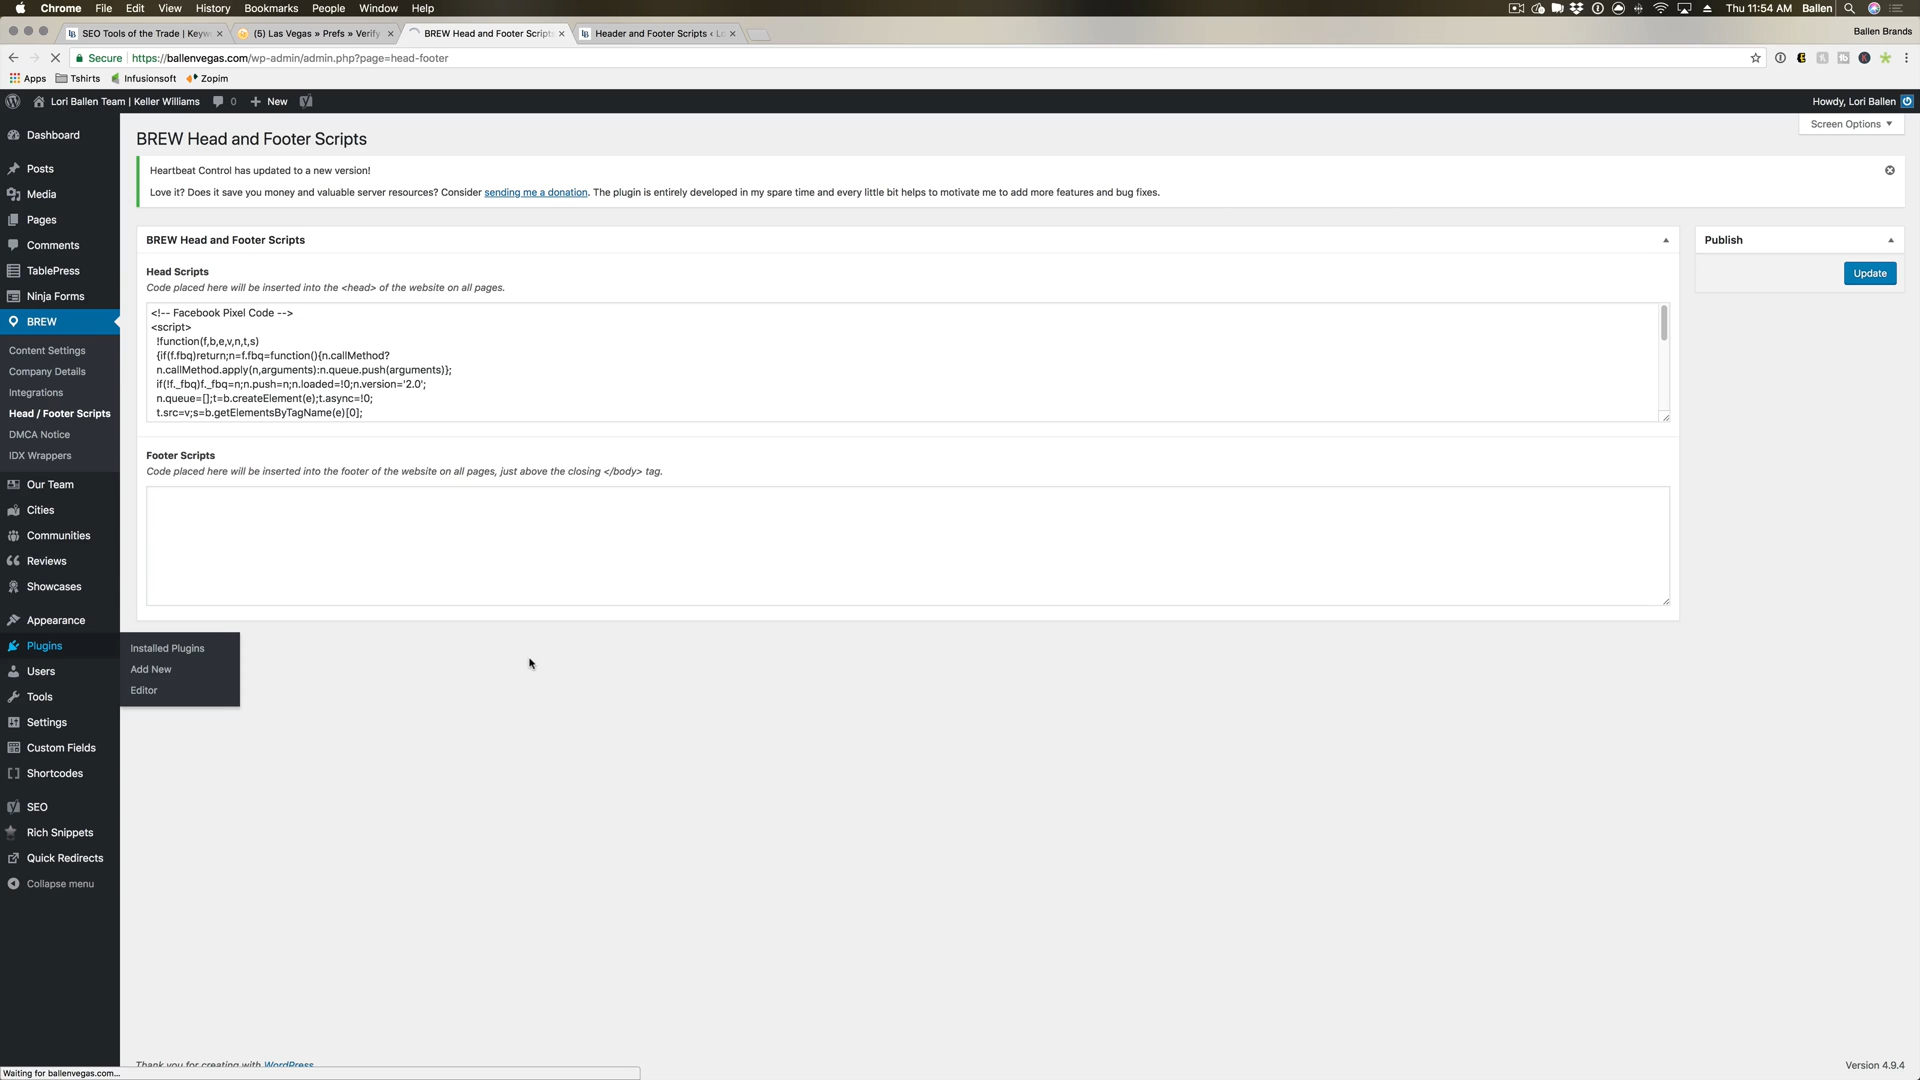 Chrome File Edit View History Bookmarks People Window Help Thu 11:54 AM Ballen
SEO Tools of the Trade | Keyw (5) Las Vegas » Prefs » Verify BREW Head and Footer Scripts Header and Footer Scripts ‹ Lo Ballen Brands
Secure https://ballenvegas.com/wp-admin/admin.php?page=head-footer
Apps Tshirts Infusionsoft Zopim
Lori Ballen Team | Keller Williams 0 New Howdy, Lori Ballen
Screen Options
Dashboard
Posts
Media
Pages
Comments
TablePress
Ninja Forms
BREW
Content Settings
Company Details
Integrations
Head / Footer Scripts
DMCA Notice
IDX Wrappers
Our Team
Cities
Communities
Reviews
Showcases
Appearance
Plugins
Users
Tools
Settings
Custom Fields
Shortcodes
SEO
Rich Snippets
Quick Redirects
Collapse menu
Installed Plugins
Add New
Editor
BREW Head and Footer Scripts
Heartbeat Control has updated to a new version!
Love it? Does it save you money and valuable server resources? Consider sending me a donation. The plugin is entirely developed in my spare time and every little bit helps to motivate me to add more features and bug fixes.
BREW Head and Footer Scripts
Head Scripts
Code placed here will be inserted into the <head> of the website on all pages.
<!-- Facebook Pixel Code -->
<script>
!function(f,b,e,v,n,t,s)
{if(f.fbq)return;n=f.fbq=function(){n.callMethod?
n.callMethod.apply(n,arguments):n.queue.push(arguments)};
if(!f._fbq)f._fbq=n;n.push=n;n.loaded=!0;n.version='2.0';
n.queue=[];t=b.createElement(e);t.async=!0;
t.src=v;s=b.getElementsByTagName(e)[0];
Footer Scripts
Code placed here will be inserted into the footer of the website on all pages, just above the closing </body> tag.
Publish
Update
Thank you for creating with WordPress
Version 4.9.4
Waiting for ballenvegas.com...